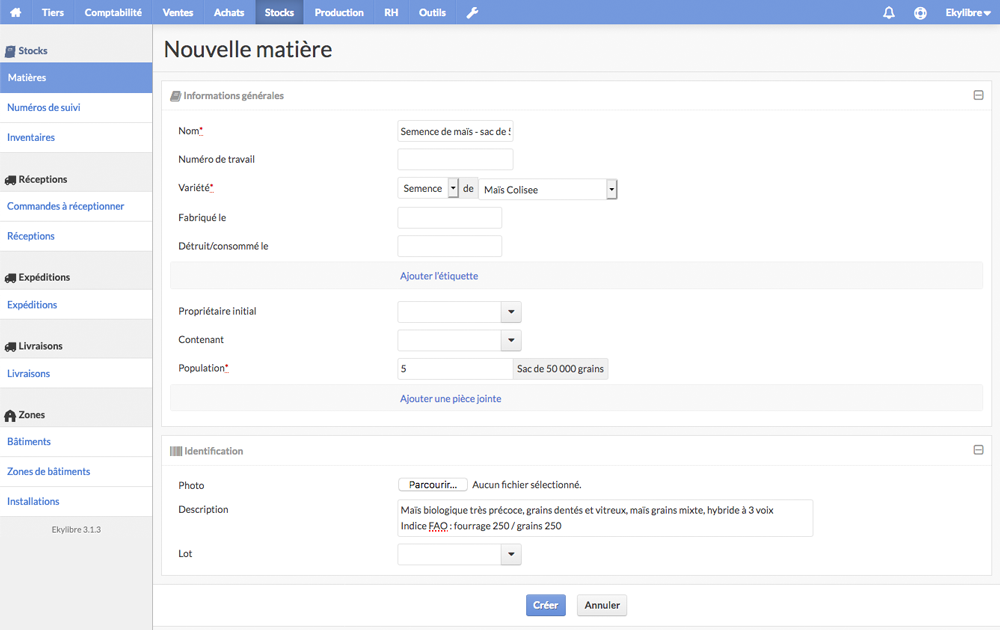 Tiers Comptabilité Ventes Achats Stocks Production RH Outils Ekylibre
Stocks
Matières
Numéros de suivi
Inventaires
Réceptions
Commandes à réceptionner
Réceptions
Expéditions
Expéditions
Livraisons
Livraisons
Zones
Bâtiments
Zones de bâtiments
Installations
Ekylibre 3.1.3
Nouvelle matière
Informations générales
Nom* Semence de maïs - sac de 5
Numéro de travail
Variété* Semence de Maïs Colisee
Fabriqué le
Détruit/consommé le
Ajouter l'étiquette
Propriétaire initial
Contenant
Population* 5 Sac de 50 000 grains
Ajouter une pièce jointe
Identification
Photo Parcourir... Aucun fichier sélectionné.
Description Maïs biologique très précoce, grains dentés et vitreux, maïs grains mixte, hybride à 3 voix
Indice FAO : fourrage 250 / grains 250
Lot
Créer Annuler